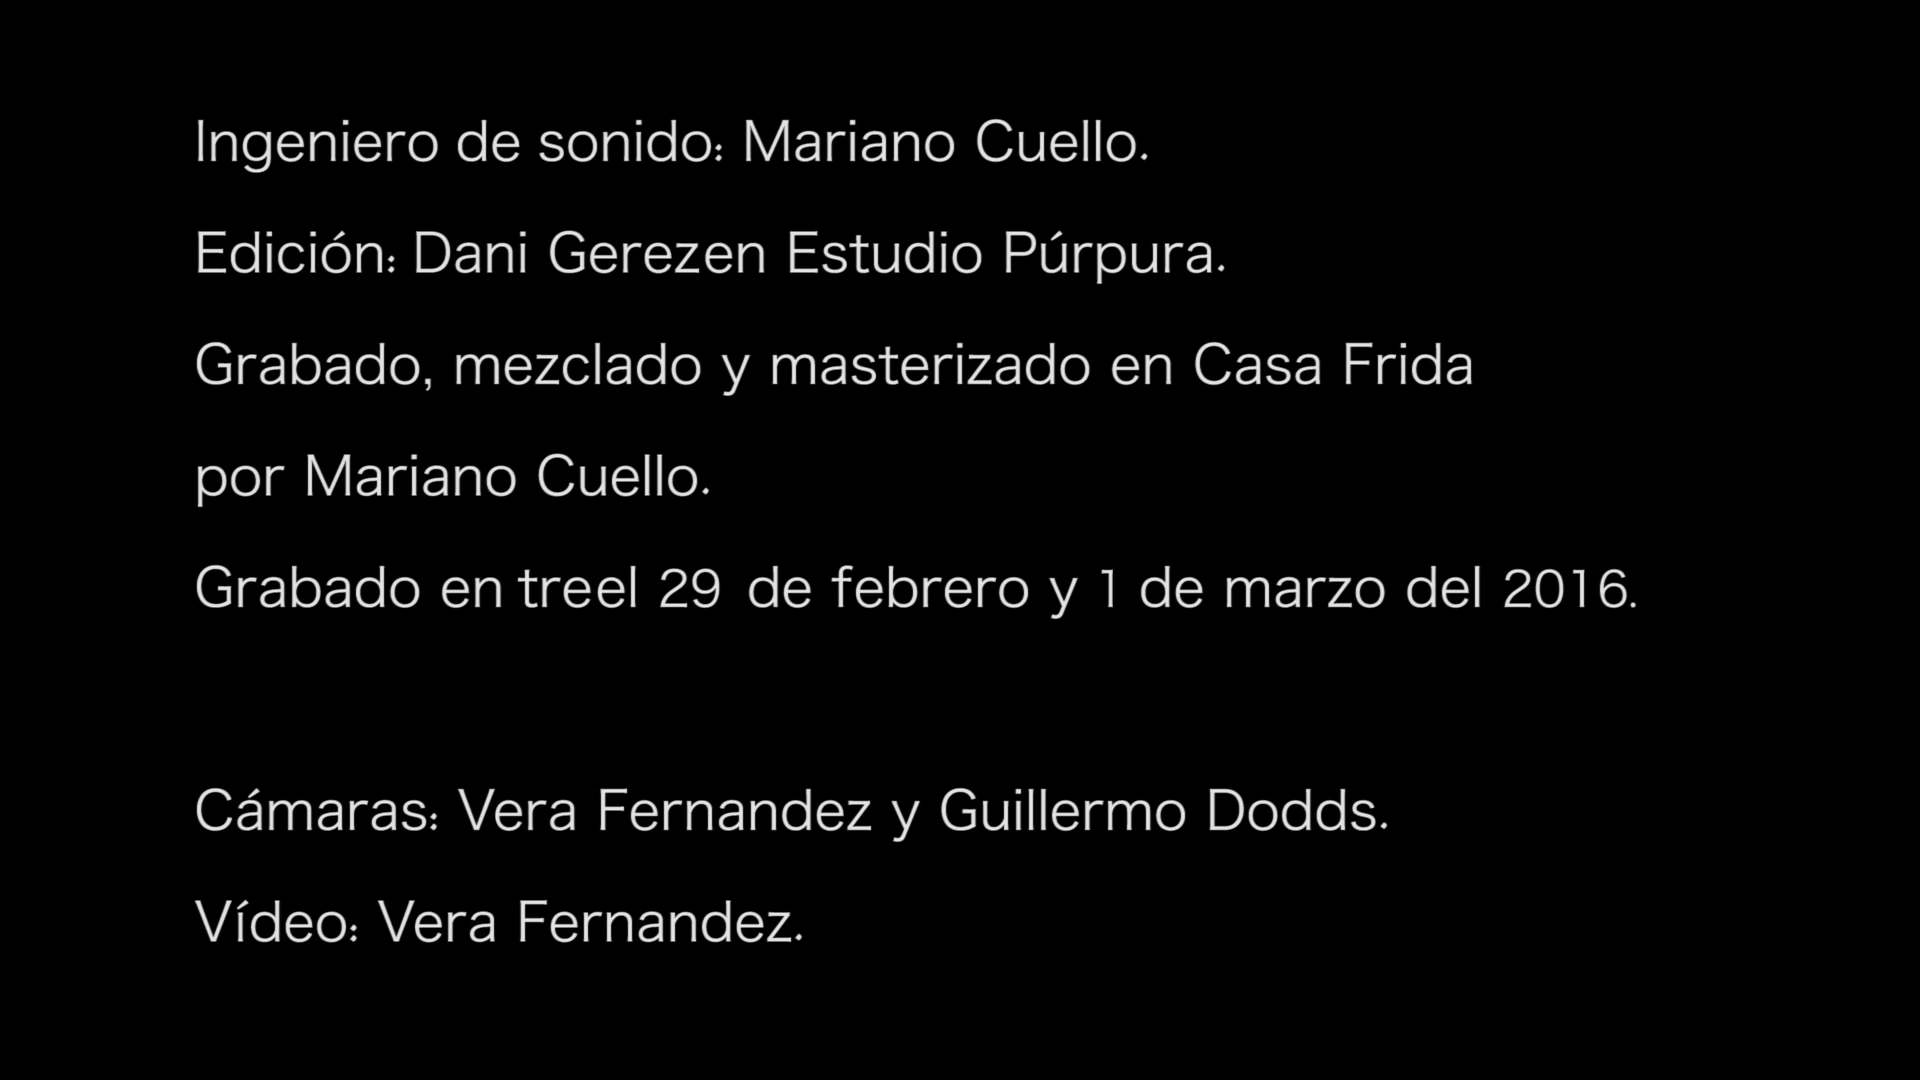 Ingeniero de sonido: Mariano Cuello.
Edición: Dani Gerezen Estudio Púrpura.
Grabado, mezclado y masterizado en Casa Frida
por Mariano Cuello.
Grabado en treel 29 de febrero y 1 de marzo del 2016.
Cámaras: Vera Fernandez y Guillermo Dodds.
Vídeo: Vera Fernandez.